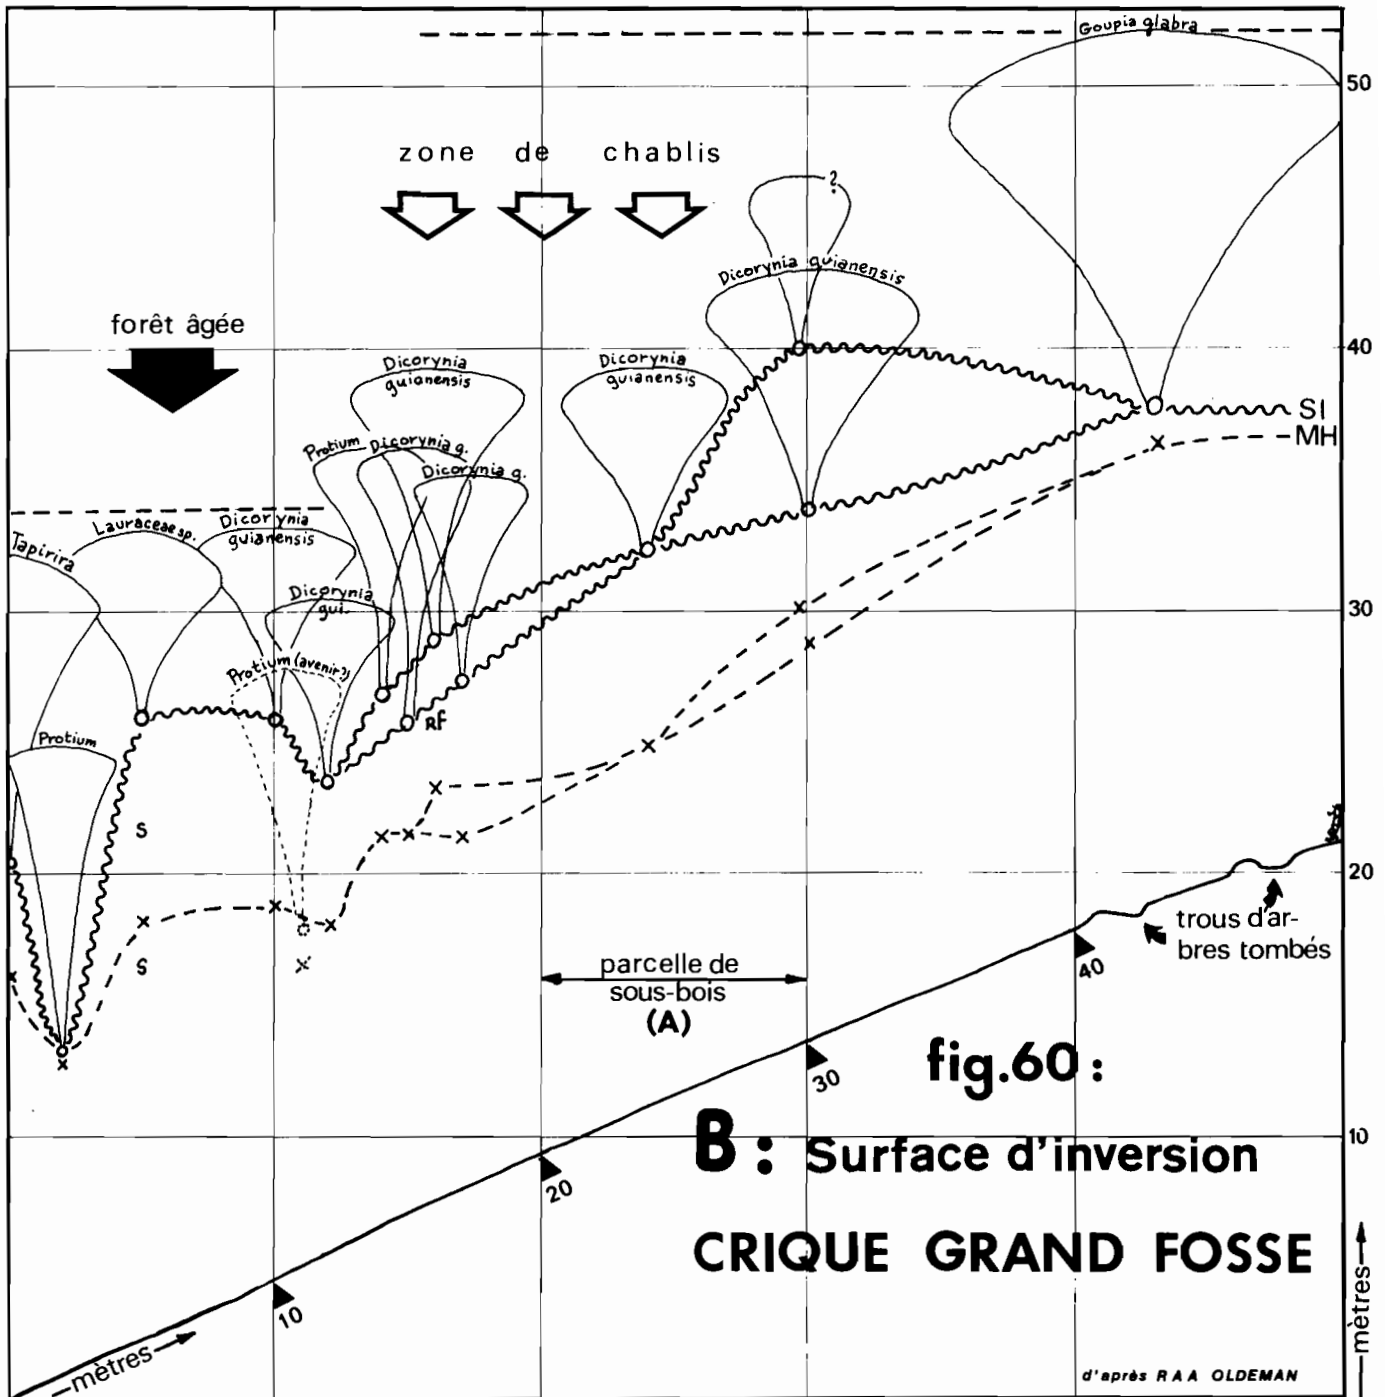 Goupia glabra
50
zone de chablis
?
Dicorynia guianensis
forêt âgée
40
Dicorynia
guianensis
Dicorynia
guianensis
SI
MH
Protium
Dicorynia g.
Dicorynia g.
Tapirira
Lauraceae sp.
Dicorynia
guianensis
30
Dicorynia
gui.
Protium (avenir?)
RF
Protium
S
20
trous d'ar-
bres tombés
S
parcelle de
sous-bois
(A)
40
30
fig.60 :
10
B : Surface d'inversion
20
CRIQUE GRAND FOSSE
10
mètres
mètres
d'après R A A OLDEMAN